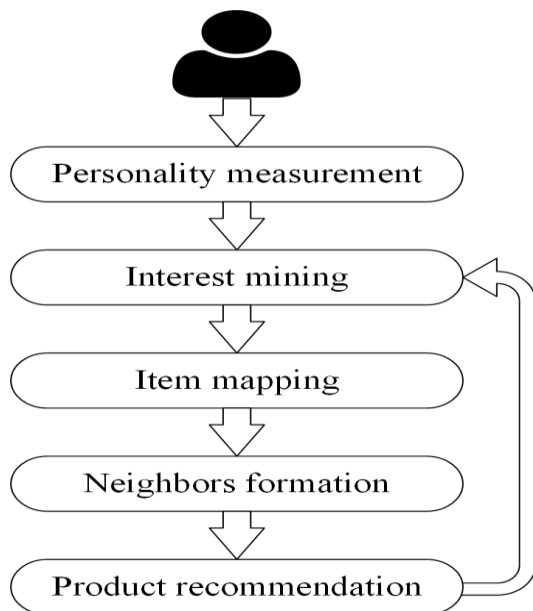 Personality measurement
Interest mining
Item mapping
Neighbors formation
Product recommendation